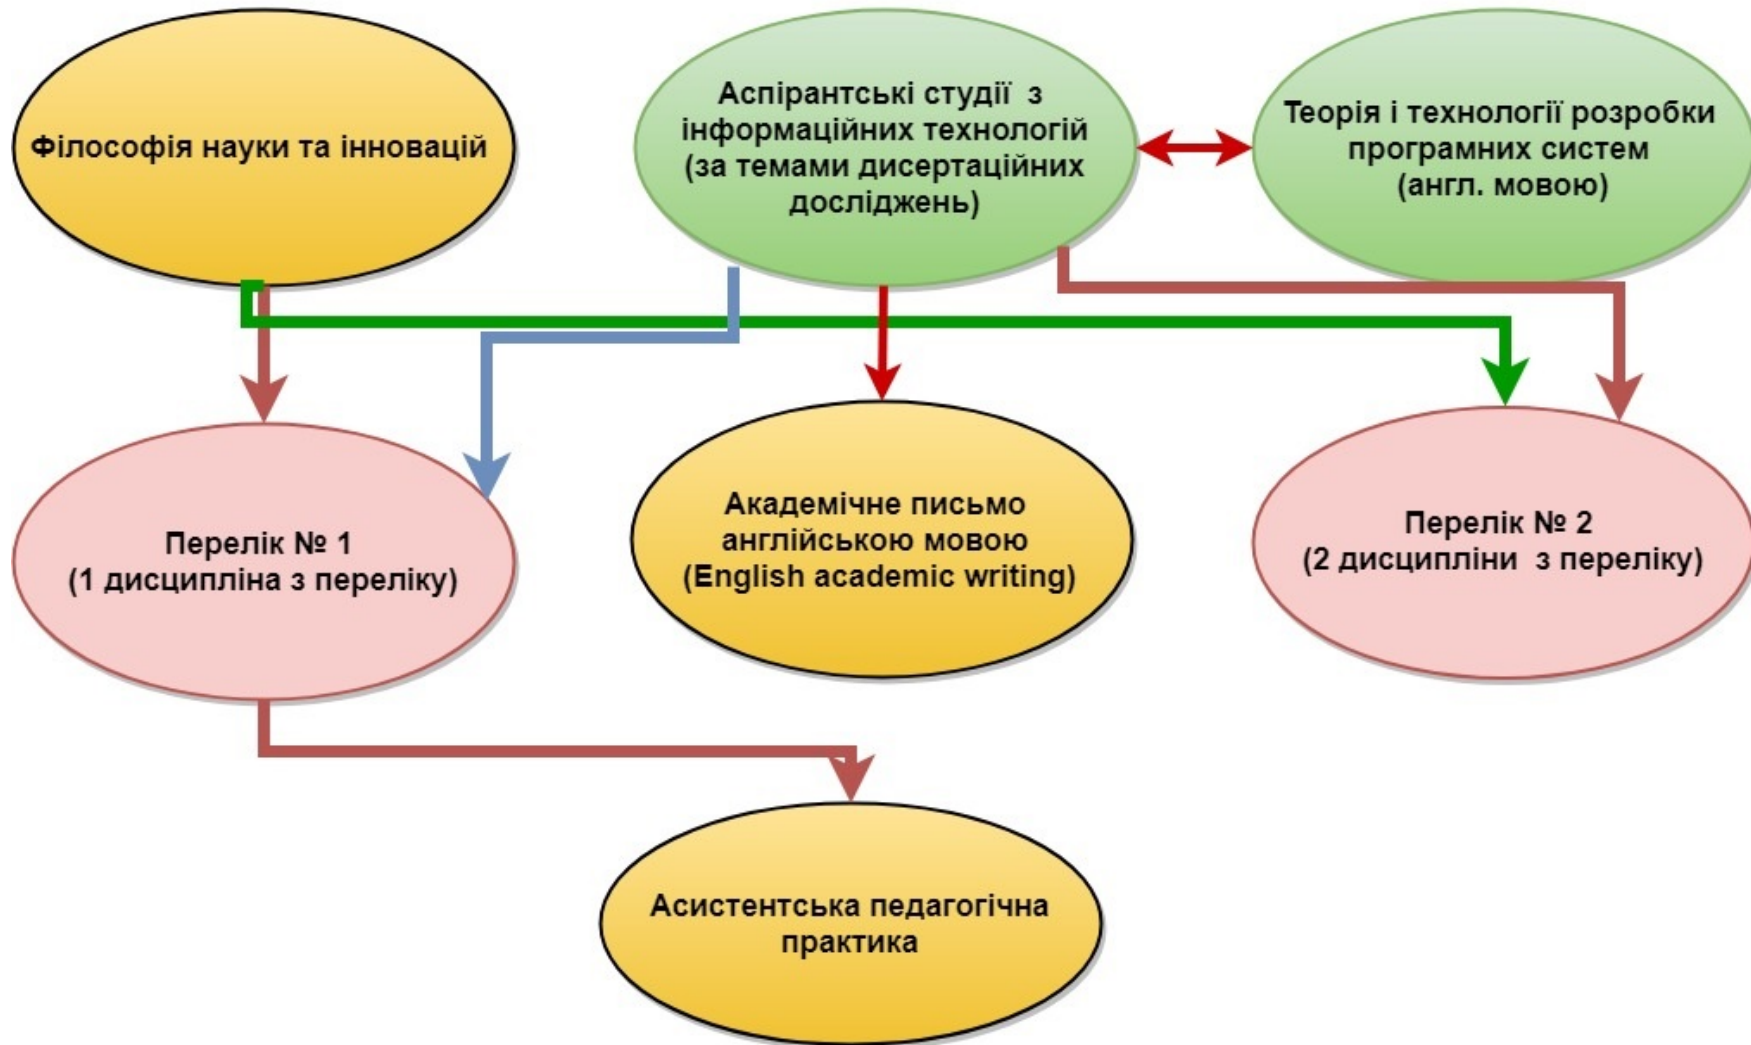 Філософія науки та інновацій
Аспірантські студії з
інформаційних технологій
(за темами дисертаційних
досліджень)
Теорія і технології розробки
програмних систем
(англ. мовою)
Перелік № 1
(1 дисципліна з переліку)
Академічне письмо
англійською мовою
(English academic writing)
Перелік № 2
(2 дисципліни з переліку)
Асистентська педагогічна
практика